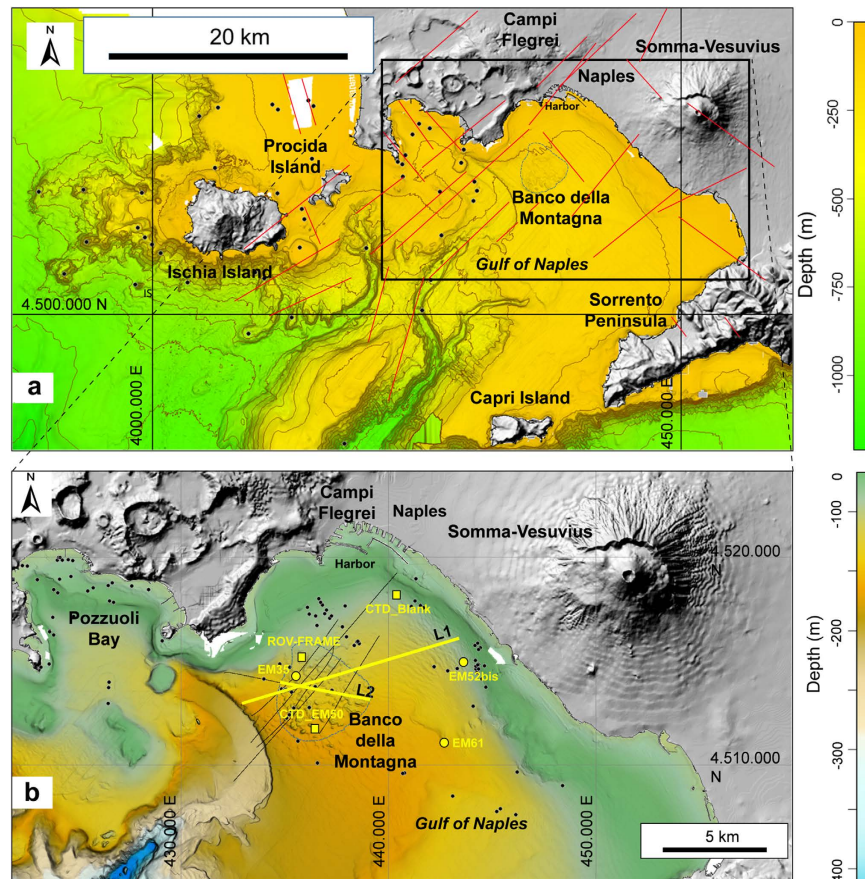 N
20 km
Campi
Flegrei
Somma-Vesuvius
Naples
Harbor
Procida
Island
Banco della
Montagna
Ischia Island
Gulf of Naples
IS
4.500.000 N
Sorrento
Peninsula
Capri Island
4000.000 E
450.000 E
a
0
-250
-500
-750
-1000
Depth (m)
N
Campi
Flegrei
Naples
Somma-Vesuvius
4.520.000
N
Harbor
Pozzuoli
Bay
CTD_Blank
ROV-FRAME
L1
EM35
EM52bis
L2
CTD_EM50
Banco
della
Montagna
EM61
4.510.000
N
b
430.000 E
440.000 E
450.000 E
Gulf of Naples
5 km
0
-100
-200
-300
-400
Depth (m)